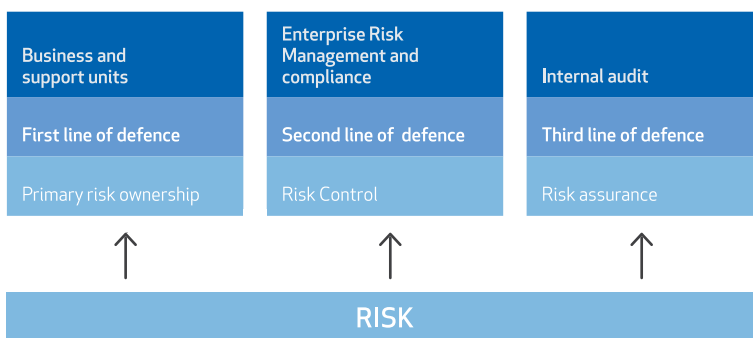 Business and
support units
First line of defence
Primary risk ownership
Enterprise Risk
Management and
compliance
Second line of defence
Risk Control
Internal audit
Third line of defence
Risk assurance
RISK